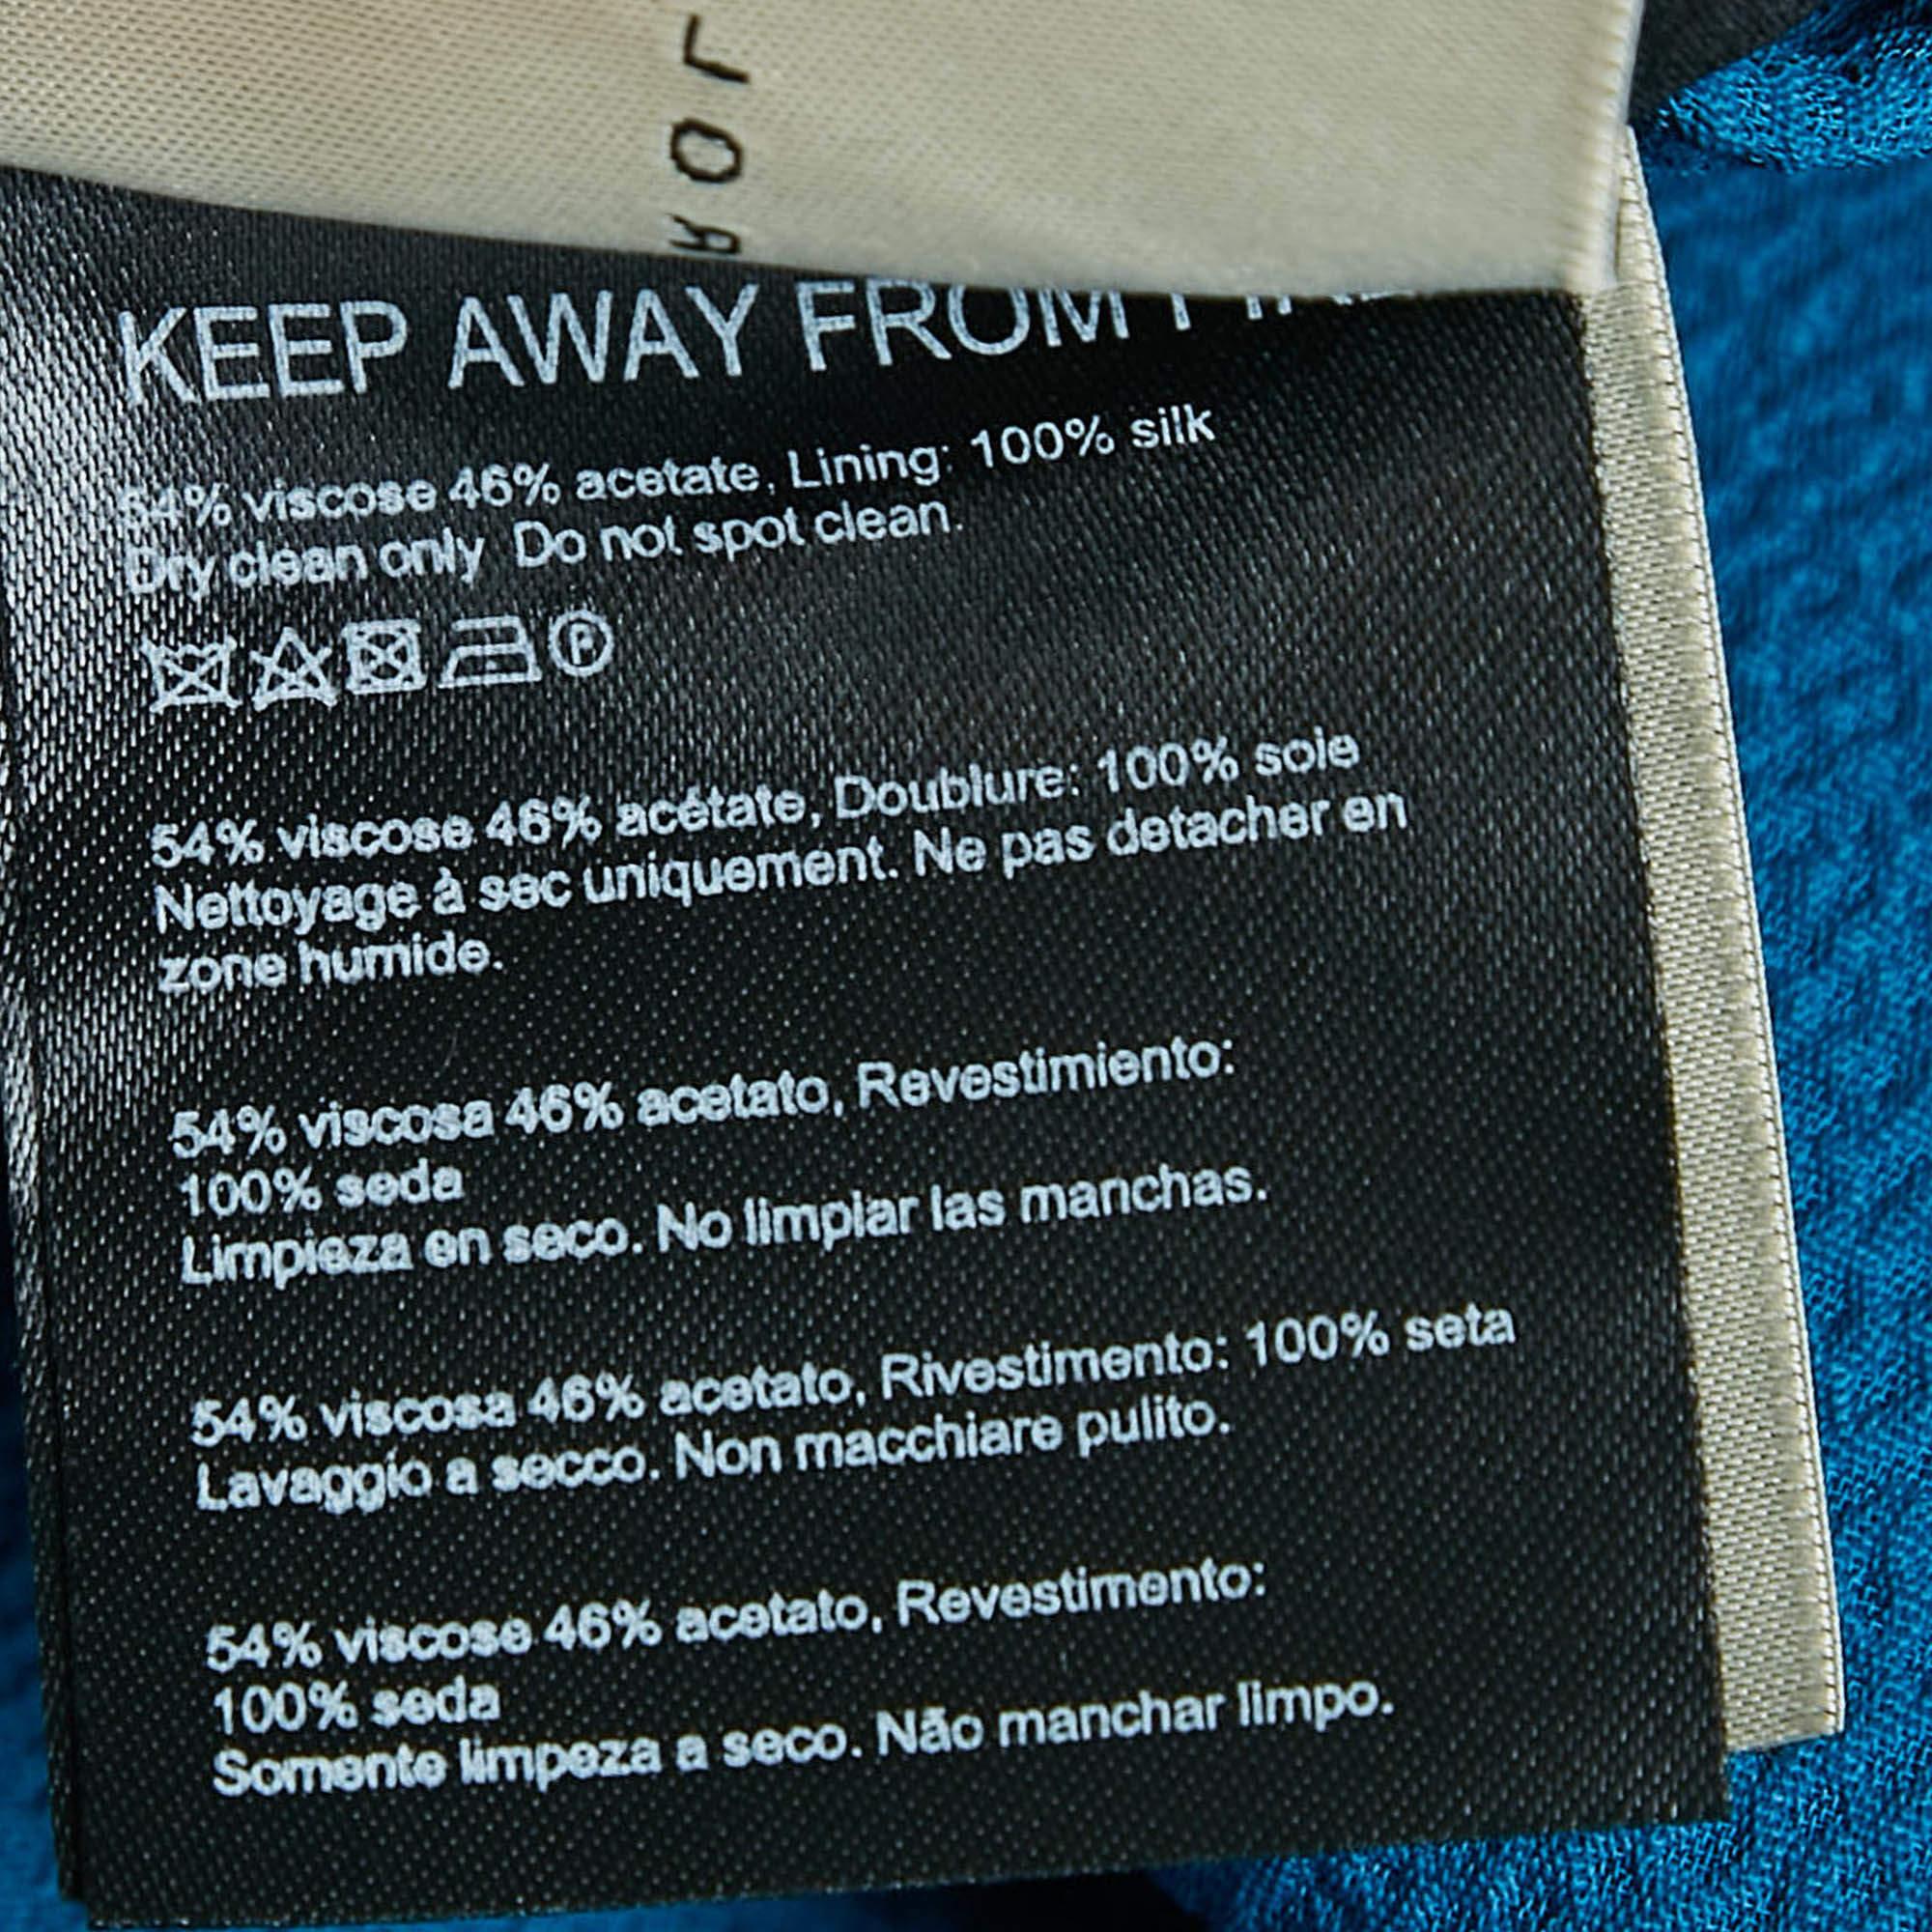 ROL
KEEP AWAY FROM FIRE
54% viscose 46% acetate, Lining: 100% silk
Dry clean only Do not spot clean.
P
54% viscose 46% acétate, Doublure: 100% soie
Nettoyage à sec uniquement. Ne pas detacher en
zone humide.
54% viscosa 46% acetato, Revestimiento:
100% seda
Limpieza en seco. No limpiar las manchas.
54% viscosa 46% acetato, Rivestimento: 100% seta
Lavaggio a secco. Non macchiare pulito.
54% viscose 46% acetato, Revestimento:
100% seda
Somente limpeza a seco. Não manchar limpo.